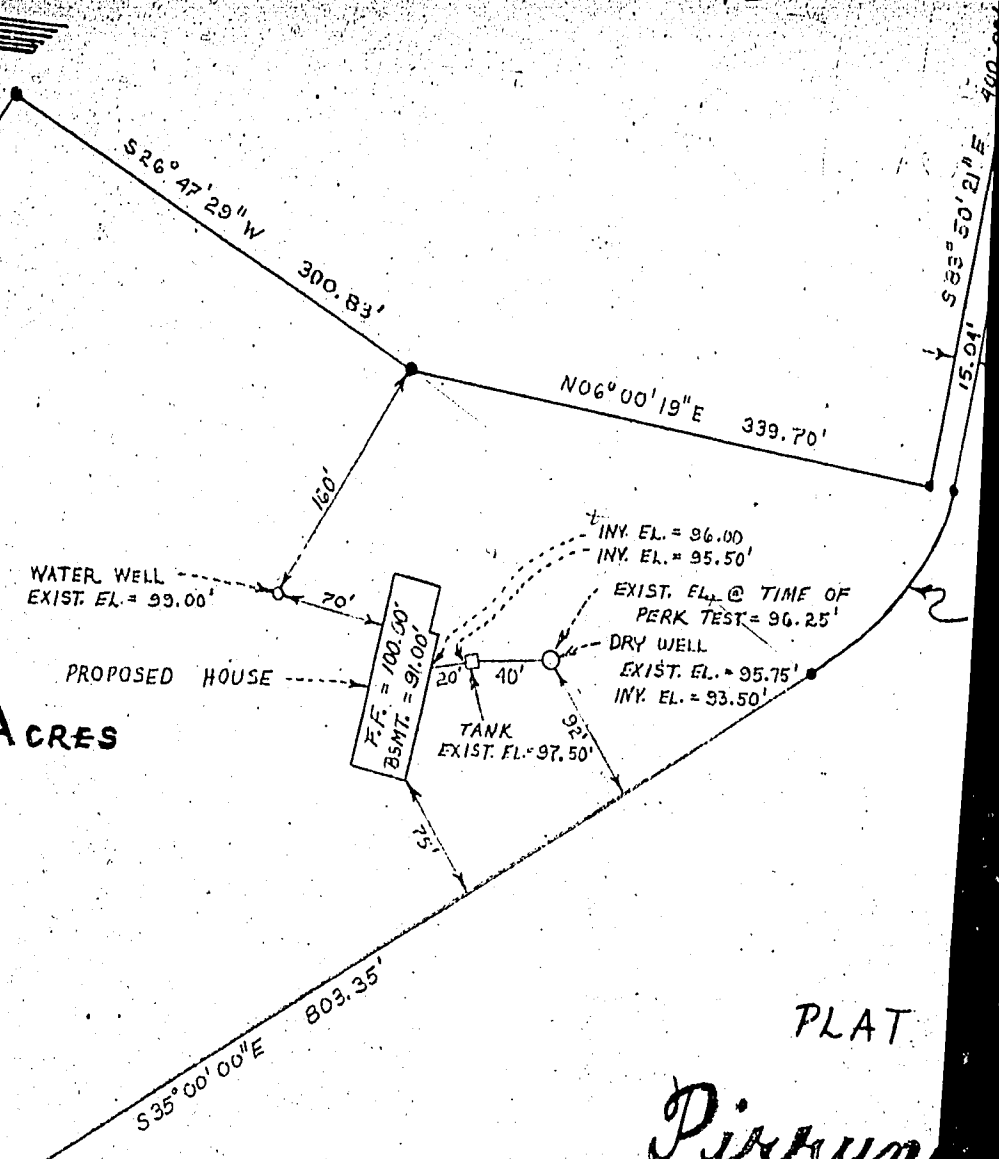 S26°47'29"W 300.83'
N06°00'19"E 339.70'
S83°50'21"E
15.04'
160'
WATER WELL
EXIST. EL. = 99.00'
70'
INV. EL. = 96.00
INV. EL. = 95.50'
EXIST. EL. @ TIME OF
PERK TEST = 96.25'
DRY WELL
EXIST. EL. = 95.75'
INV. EL. = 93.50'
PROPOSED HOUSE
F.F. = 100.00'
BSMT. = 91.00'
20'
40'
TANK
EXIST. EL. = 97.50'
92'
75'
ACRES
803.35'
S35°00'00"E
PLAT